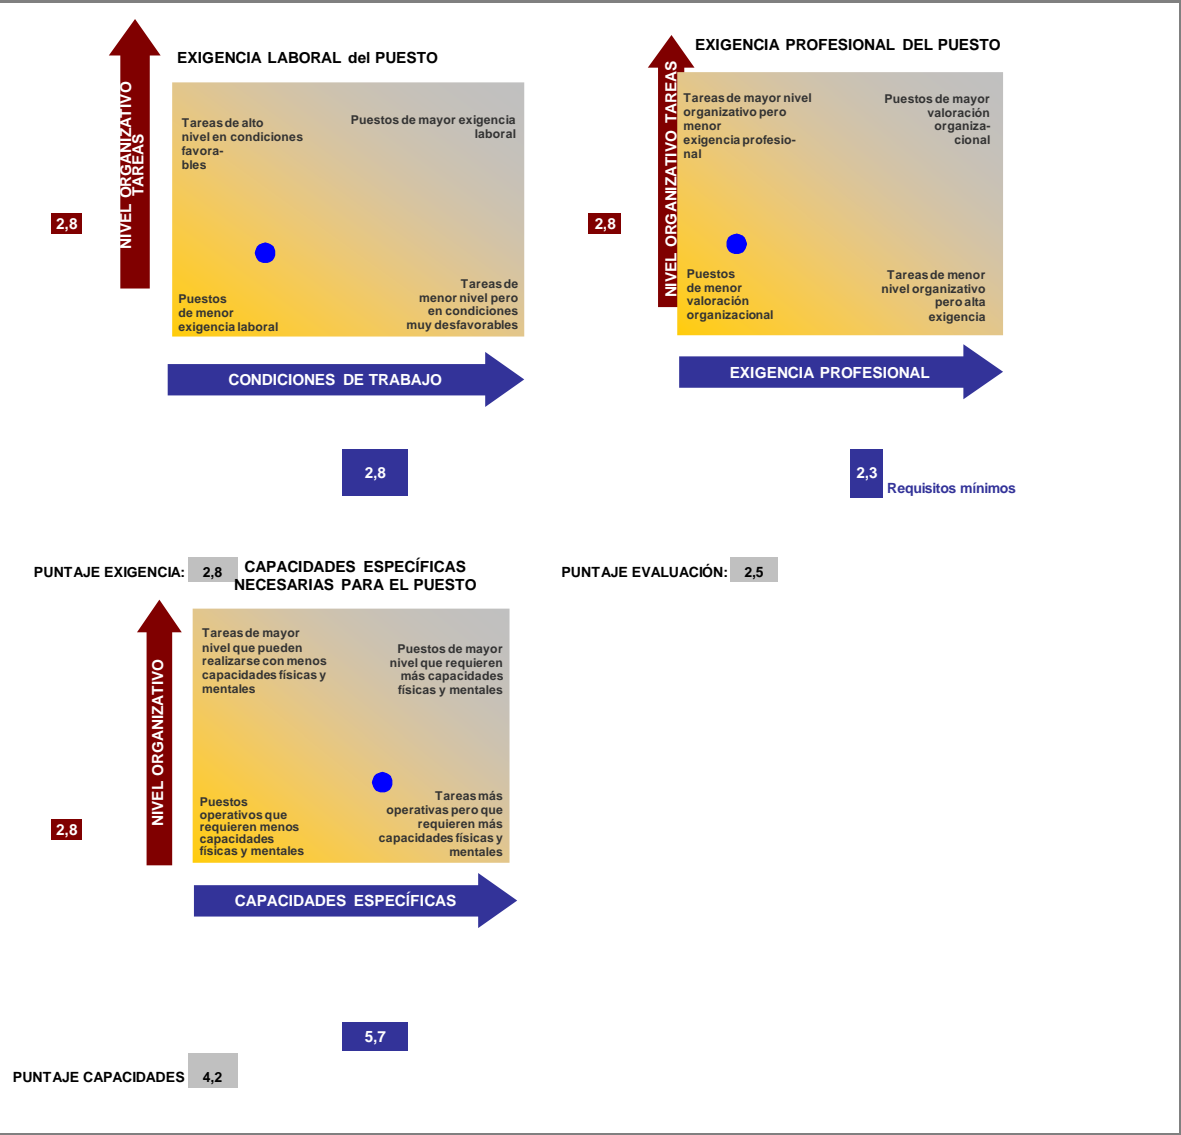 EXIGENCIA LABORAL del PUESTO
NIVEL ORGANIZATIVO
TAREAS
Tareas de alto
nivel en condiciones
favora-
bles
Puestos de mayor exigencia
laboral
2,8
Puestos
de menor
exigencia laboral
Tareas de
menor nivel pero
en condiciones
muy desfavorables
CONDICIONES DE TRABAJO
2,8
PUNTAJE EXIGENCIA: 2,8
EXIGENCIA PROFESIONAL DEL PUESTO
NIVEL ORGANIZATIVO TAREAS
Tareas de mayor nivel
organizativo pero
menor
exigencia profesio-
nal
Puestos de mayor
valoración
organiza-
cional
2,8
Puestos
de menor
valoración
organizacional
Tareas de menor
nivel organizativo
pero alta
exigencia
EXIGENCIA PROFESIONAL
2,3
Requisitos mínimos
PUNTAJE EVALUACIÓN: 2,5
CAPACIDADES ESPECÍFICAS
NECESARIAS PARA EL PUESTO
NIVEL ORGANIZATIVO
Tareas de mayor
nivel que pueden
realizarse con menos
capacidades físicas y
mentales
Puestos de mayor
nivel que requieren
más capacidades
físicas y mentales
2,8
Puestos
operativos que
requieren menos
capacidades
físicas y mentales
Tareas más
operativas pero que
requieren más
capacidades físicas y
mentales
CAPACIDADES ESPECÍFICAS
5,7
PUNTAJE CAPACIDADES 4,2